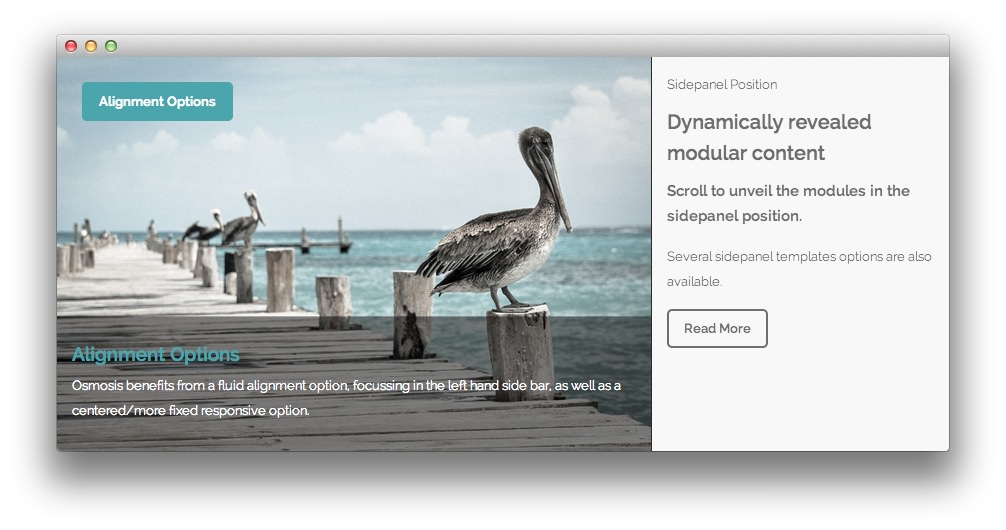 Alignment Options
Alignment Options
Osmosis benefits from a fluid alignment option, focussing in the left hand side bar, as well as a
centered/more fixed responsive option.
Sidepanel Position
Dynamically revealed
modular content
Scroll to unveil the modules in the
sidepanel position.
Several sidepanel templates options are also
available.
Read More